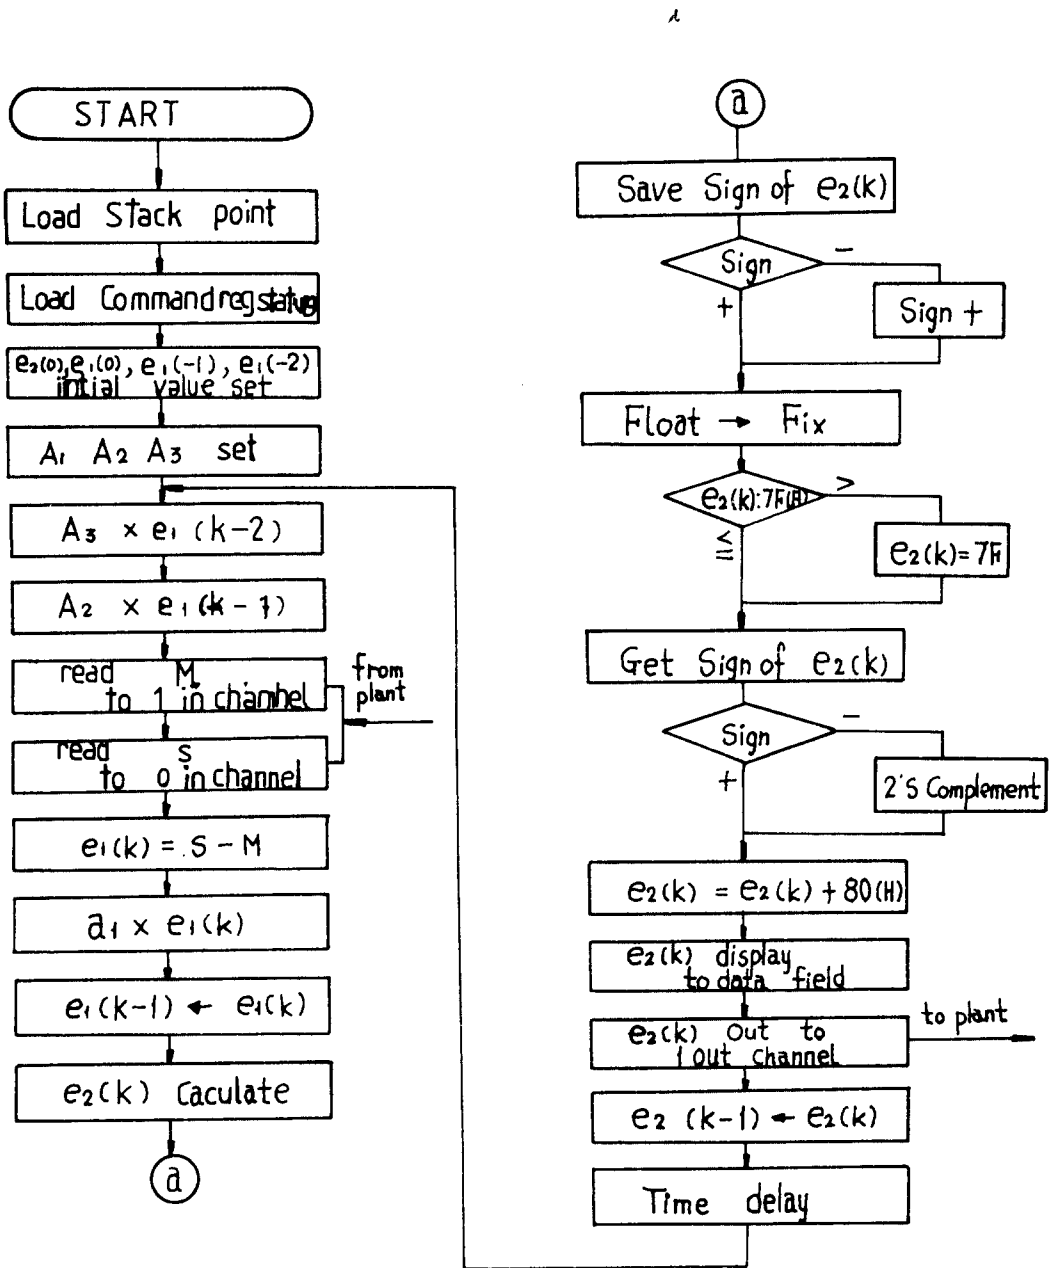 START
Load Stack point
Load Command reg status
e2(0), e1(0), e1(-1), e1(-2)
intial value set
A1 A2 A3 set
A3 × e1 (k-2)
A2 × e1 (k-1)
read M
to 1 in channel
from
plant
read S
to 0 in channel
e1(k) = S - M
a1 × e1(k)
e1(k-1) ← e1(k)
e2(k) Caculate
a
a
Save Sign of e2(k)
Sign
-
+
Sign +
Float → Fix
e2(k):7F(H)
>
≦
e2(k)=7F
Get Sign of e2(k)
Sign
-
+
2'S Complement
e2(k) = e2(k) + 80(H)
e2(k) display
to data field
e2(k) Out to
1 out channel
to plant
e2 (k-1) ← e2(k)
Time delay